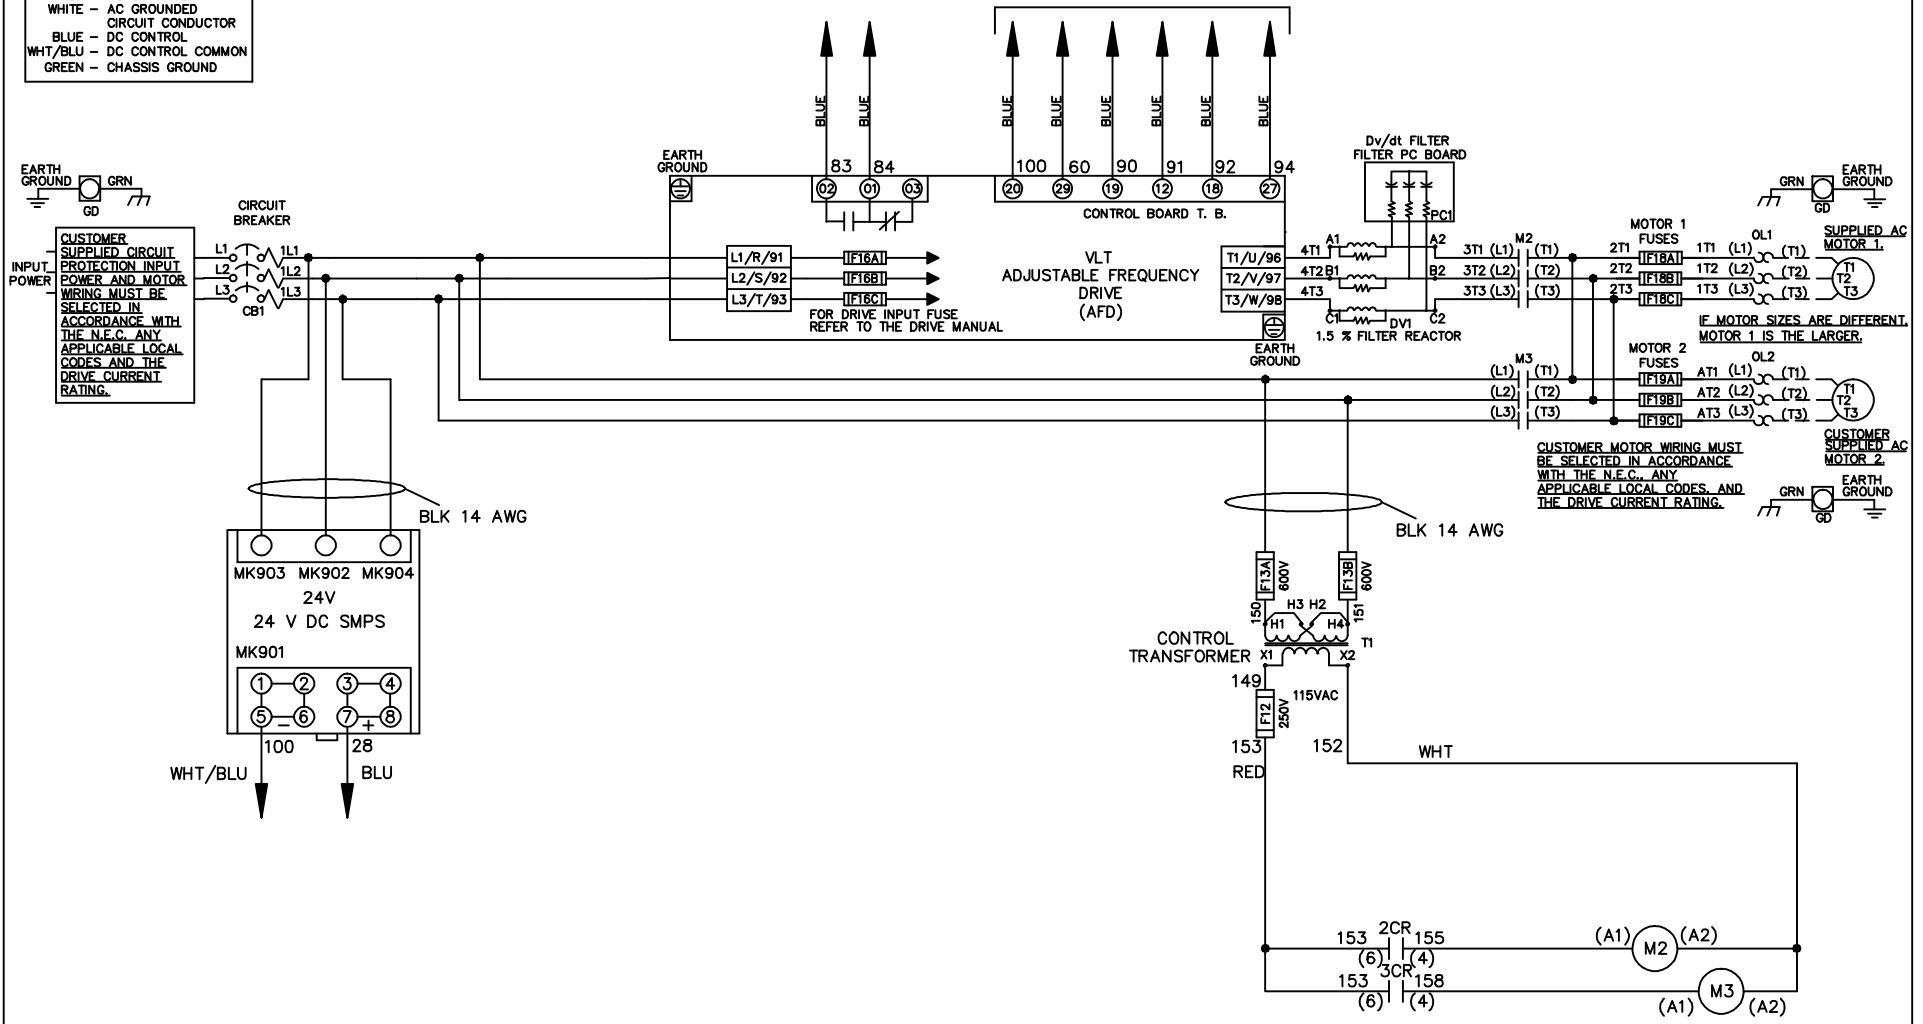 WHITE – AC GROUNDED
CIRCUIT CONDUCTOR
BLUE – DC CONTROL
WHT/BLU – DC CONTROL COMMON
GREEN – CHASSIS GROUND
BLUE
BLUE
BLUE
BLUE
BLUE
BLUE
BLUE
BLUE
83
84
100
60
90
91
92
94
EARTH
GROUND
02
01
03
20
29
19
12
18
27
CONTROL BOARD T. B.
Dv/dt FILTER
FILTER PC BOARD
PC1
EARTH
GROUND
GRN
GD
CIRCUIT
BREAKER
GRN
EARTH
GROUND
GD
INPUT
POWER
CUSTOMER
SUPPLIED CIRCUIT
PROTECTION INPUT
POWER AND MOTOR
WIRING MUST BE
SELECTED IN
ACCORDANCE WITH
THE N.E.C. ANY
APPLICABLE LOCAL
CODES AND THE
DRIVE CURRENT
RATING.
L1
L2
L3
CB1
1L1
1L2
1L3
L1/R/91
L2/S/92
L3/T/93
F16A
F16B
F16C
FOR DRIVE INPUT FUSE
REFER TO THE DRIVE MANUAL
VLT
ADJUSTABLE FREQUENCY
DRIVE
(AFD)
T1/U/96
T2/V/97
T3/W/98
EARTH
GROUND
4T1
4T2
4T3
A1
B1
C1
A2
B2
C2
DV1
1.5 % FILTER REACTOR
M2
3T1 (L1) (T1)
3T2 (L2) (T2)
3T3 (L3) (T3)
MOTOR 1
FUSES
2T1
2T2
2T3
F18A
F18B
F18C
OL1
1T1 (L1) (T1)
1T2 (L2) (T2)
1T3 (L3) (T3)
SUPPLIED AC
MOTOR 1.
T1
T2
T3
IF MOTOR SIZES ARE DIFFERENT,
MOTOR 1 IS THE LARGER.
M3
(L1) (T1)
(L2) (T2)
(L3) (T3)
MOTOR 2
FUSES
F19A
F19B
F19C
OL2
AT1 (L1) (T1)
AT2 (L2) (T2)
AT3 (L3) (T3)
T1
T2
T3
CUSTOMER
SUPPLIED AC
MOTOR 2.
CUSTOMER MOTOR WIRING MUST
BE SELECTED IN ACCORDANCE
WITH THE N.E.C., ANY
APPLICABLE LOCAL CODES, AND
THE DRIVE CURRENT RATING.
GRN
EARTH
GROUND
GD
BLK 14 AWG
BLK 14 AWG
MK903 MK902 MK904
24V
24 V DC SMPS
MK901
1
2
3
4
5
6
7
8
–
+
100
28
WHT/BLU
BLU
F13A
600V
F13B
600V
150
151
H3 H2
H1
H4
T1
CONTROL
TRANSFORMER
X1
X2
149
115VAC
F12
250V
153
152
RED
WHT
2CR
153
155
(6)
(4)
(A1)
M2
(A2)
3CR
153
158
(6)
(4)
(A1)
M3
(A2)